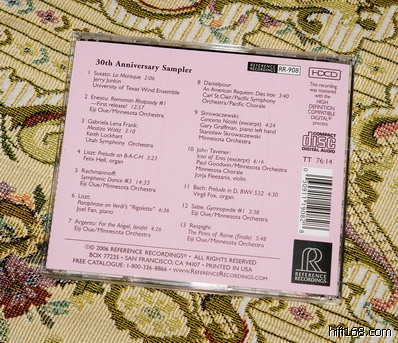 30th Anniversary Sampler
1 Susato: La Morisque 2:06
Jerry Junkin
University of Texas Wind Ensemble
2 Enescu: Romanian Rhapsody #1
—First release! 12:57
Eiji Oue/Minnesota Orchestra
3 Gabriela Lena Frank:
Mestizo Waltz 3:10
Keith Lockhart
Utah Symphony Orchestra
4 Liszt: Prelude on B-A-C-H 3:23
Felix Hell, organ
5 Rachmaninoff:
Symphonic Dance #3 14:33
Eiji Oue/Minnesota Orchestra
6 Liszt:
Paraphrase on Verdi's "Rigoletto" 6:31
Joel Fan, piano
7 Argento: For the Angel, Israfel 4:27
Eiji Oue/Minnesota Orchestra
8 Danielpour:
An American Requiem: Dies Irae 3:40
Carl St.Clair/Pacific Symphony
Orchestra/Pacific Chorale
9 Skrowaczewski:
Concerto Nicolò (excerpt) 4:11
Gary Graffman, piano left hand
Stanislaw Skrowaczewski
Minnesota Orchestra
10 John Tavener:
Icon of Eros (excerpt) 6:16
Paul Goodwin/Minnesota Orchestra
Minnesota Chorale
Jorja Fleezanis, violin
11 Bach: Prelude in D, BWV 532 4:30
Virgil Fox, organ
12 Satie: Gymnopédie #1 3:38
Eiji Oue/Minnesota Orchestra
13 Respighi:
The Pines of Rome (finale) 5:48
Eiji Oue/Minnesota Orchestra
REFERENCE
RECORDINGS
RR-908
HDCD
This recording
was mastered
with the
HIGH
DEFINITION
COMPATIBLE
DIGITAL®
process.
COMPACT
disc
DIGITAL AUDIO
TT 76:14
R
REFERENCE
RECORDINGS
© 2006 REFERENCE RECORDINGS® • ALL RIGHTS RESERVED
BOX 77225 • SAN FRANCISCO, CA 94107 • PRINTED IN USA
FREE CATALOGUE: 1-800-336-8866 • WWW.REFERENCERECORDINGS.COM
hifi168.com